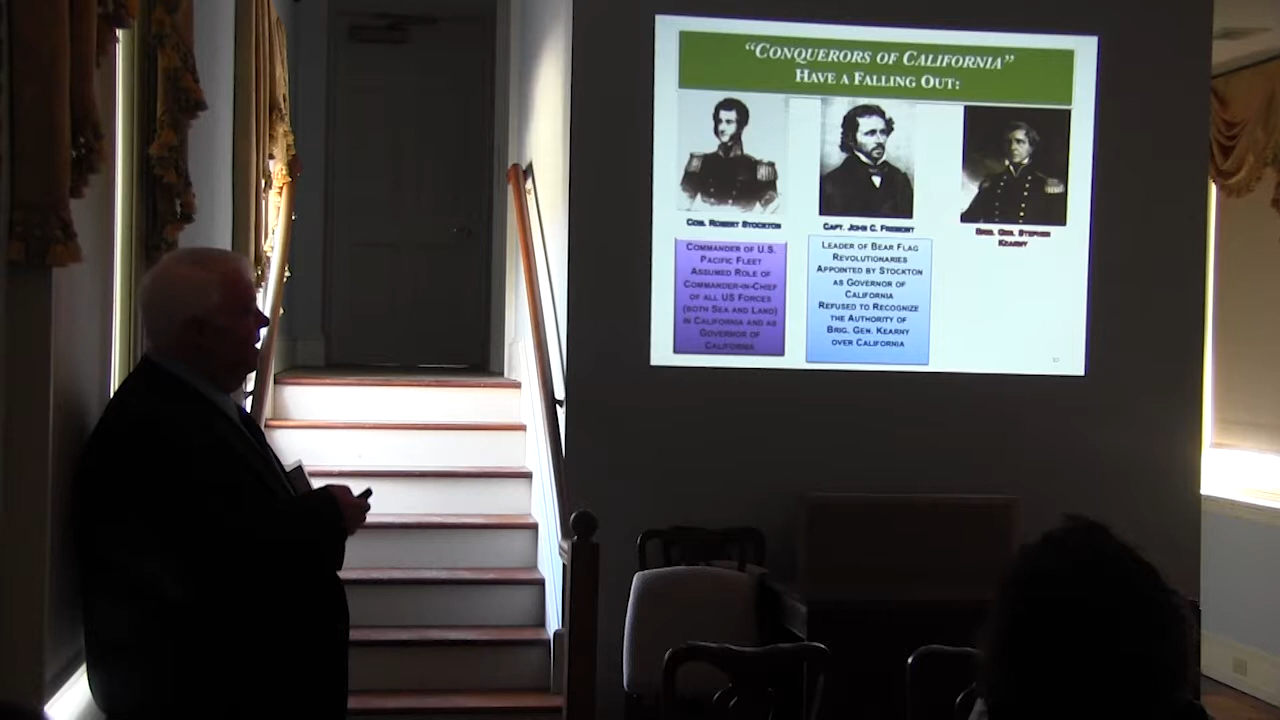 “CONQUERORS OF CALIFORNIA”
HAVE A FALLING OUT:
COM. ROBERT STOCKTON
CAPT. JOHN C. FREMONT
BRIG. GEN. STEPHEN
KEARNY
COMMANDER OF U.S.
PACIFIC FLEET
ASSUMED ROLE OF
COMMANDER-IN-CHIEF
OF ALL US FORCES
(BOTH SEA AND LAND)
IN CALIFORNIA AND AS
GOVERNOR OF
CALIFORNIA
LEADER OF BEAR FLAG
REVOLUTIONARIES
APPOINTED BY STOCKTON
AS GOVERNOR OF
CALIFORNIA
REFUSED TO RECOGNIZE
THE AUTHORITY OF
BRIG. GEN. KEARNY
OVER CALIFORNIA